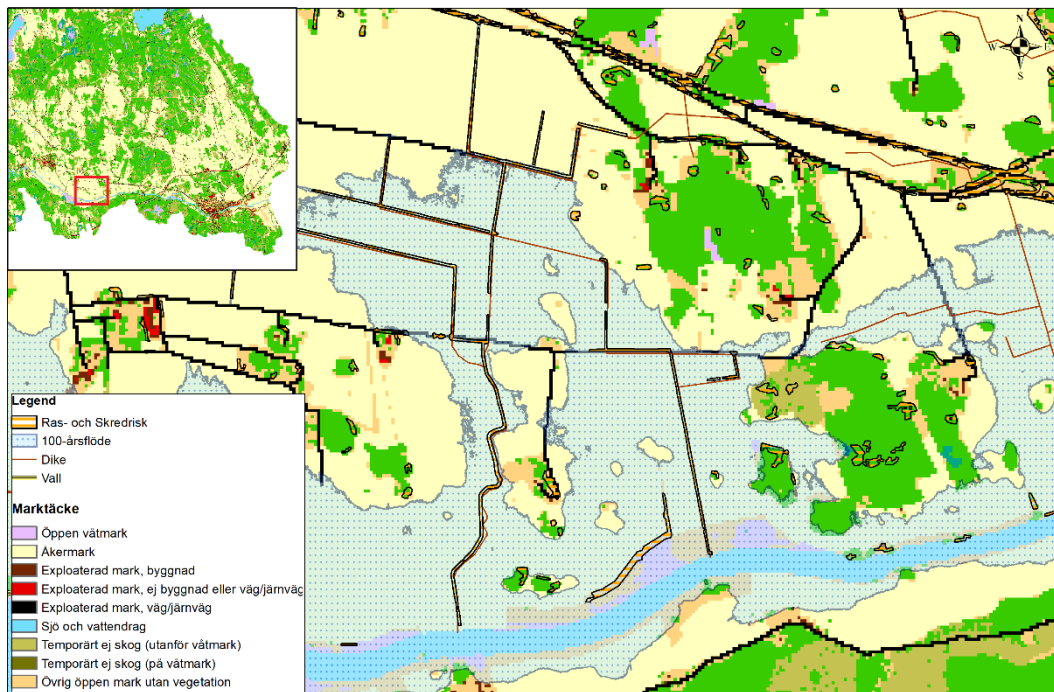 N
W E
S
Legend
Ras- och Skredrisk
100-årsflöde
Dike
Vall
Marktäcke
Öppen våtmark
Åkermark
Exploaterad mark, byggnad
Exploaterad mark, ej byggnad eller väg/järnväg
Exploaterad mark, väg/järnväg
Sjö och vattendrag
Temporärt ej skog (utanför våtmark)
Temporärt ej skog (på våtmark)
Övrig öppen mark utan vegetation